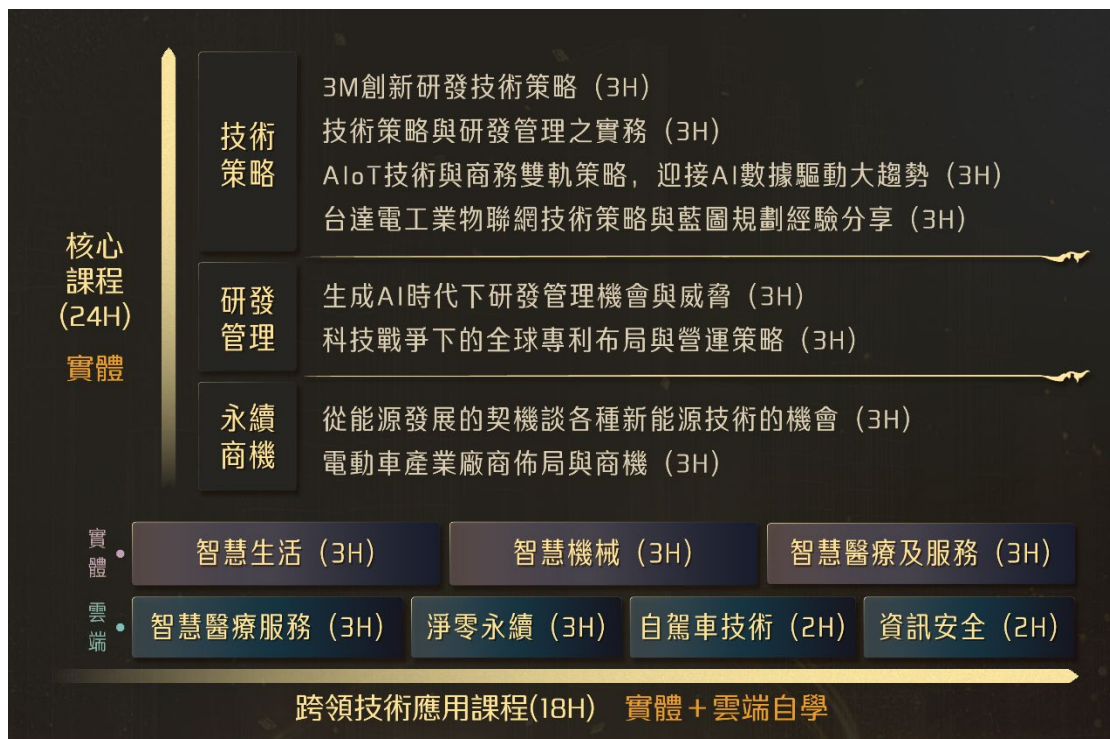 核心
課程
(24H)
實體
技術
策略
3M創新研發技術策略（3H）
技術策略與研發管理之實務（3H）
AIoT技術與商務雙軌策略，迎接AI數據驅動大趨勢（3H）
台達電工業物聯網技術策略與藍圖規劃經驗分享（3H）
研發
管理
生成AI時代下研發管理機會與威脅（3H）
科技戰爭下的全球專利布局與營運策略（3H）
永續
商機
從能源發展的契機談各種新能源技術的機會（3H）
電動車產業廠商佈局與商機（3H）
實體
智慧生活（3H） 智慧機械（3H） 智慧醫療及服務（3H）
雲端
智慧醫療服務（3H） 淨零永續（3H） 自駕車技術（2H） 資訊安全（2H）
跨領技術應用課程(18H) 實體＋雲端自學